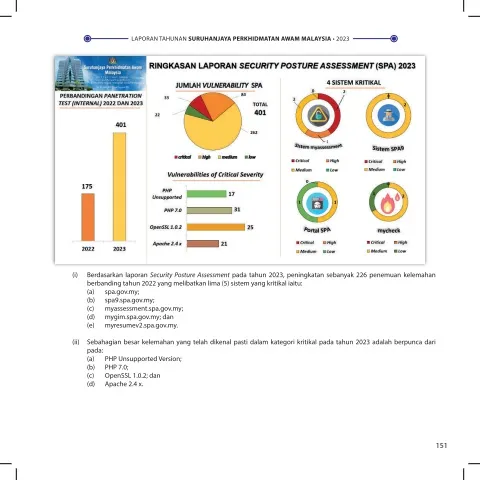 LAPORAN TAHUNAN SURUHANJAYA PERKHIDMATAN AWAM MALAYSIA • 2023
Suruhanjaya Perkhidmatan Awam
Malaysia
RINGKASAN LAPORAN SECURITY POSTURE ASSESSMENT (SPA) 2023
PERBANDINGAN PANETRATION
TEST (INTERNAL) 2022 DAN 2023
401
175
2022 2023
JUMLAH VULNERABILITY SPA
53
84
22
TOTAL
401
critical high medium low
Vulnerabilities of Critical Severity
PHP
Unsupported 17
PHP 7.0 31
OpenSSL 1.0.2 25
Apache 2.4 x 21
4 SISTEM KRITIKAL
Sistem myassessment
Critical High
Medium Low
Sistem SPA9
Critical High
Medium Low
Portal SPA
Critical High
Medium Low
mycheck
Critical High
Medium Low
(i) Berdasarkan laporan Security Posture Assessment pada tahun 2023, peningkatan sebanyak 226 penemuan kelemahan
berbanding tahun 2022 yang melibatkan lima (5) sistem yang kritikal iaitu:
(a) spa.gov.my;
(b) spa9.spa.gov.my;
(c) myassessment.spa.gov.my;
(d) mygim.spa.gov.my; dan
(e) myresumev2.spa.gov.my.
(ii) Sebahagian besar kelemahan yang telah dikenal pasti dalam kategori kritikal pada tahun 2023 adalah berpunca dari
pada:
(a) PHP Unsupported Version;
(b) PHP 7.0;
(c) OpenSSL 1.0.2; dan
(d) Apache 2.4 x.
151